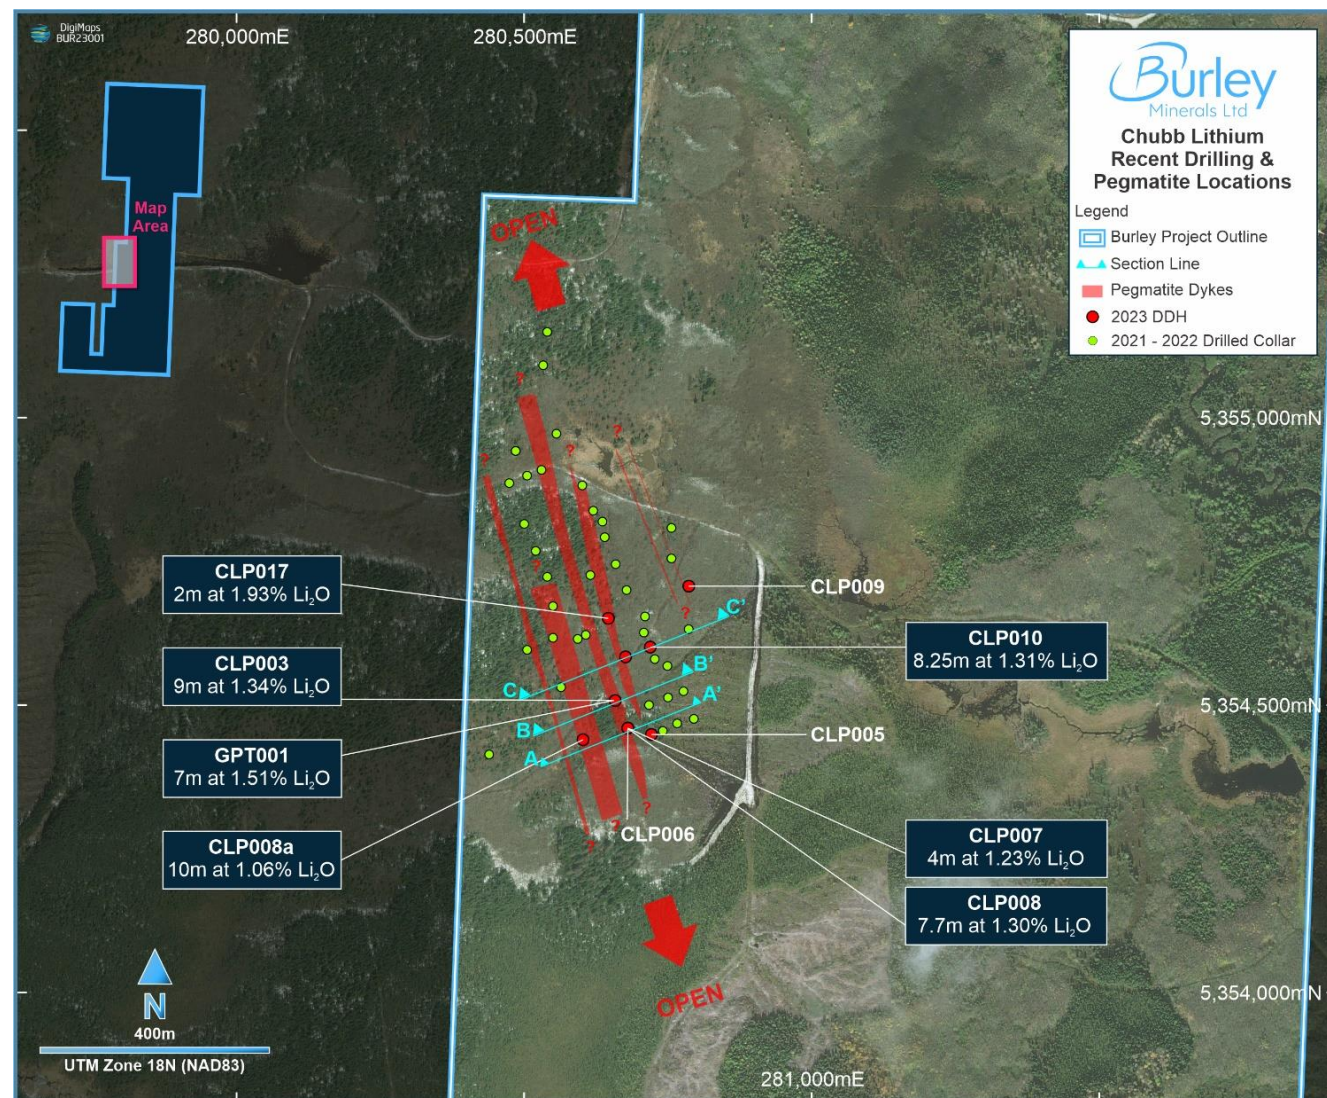 DigiMaps
BUR23001
280,000mE
280,500mE
Burley
Minerals Ltd
Chubb Lithium
Recent Drilling &
Pegmatite Locations
Legend
Burley Project Outline
Section Line
Pegmatite Dykes
2023 DDH
2021 - 2022 Drilled Collar
Map
Area
OPEN
?
?
?
?
5,355,000mN
?
CLP017
2m at 1.93% Li₂O
CLP009
?
C'
CLP010
8.25m at 1.31% Li₂O
CLP003
9m at 1.34% Li₂O
B'
C
A'
5,354,500mN
B
CLP005
GPT001
7m at 1.51% Li₂O
A
?
?
?
CLP006
CLP007
4m at 1.23% Li₂O
CLP008a
10m at 1.06% Li₂O
CLP008
7.7m at 1.30% Li₂O
OPEN
5,354,000mN
N
400m
UTM Zone 18N (NAD83)
281,000mE